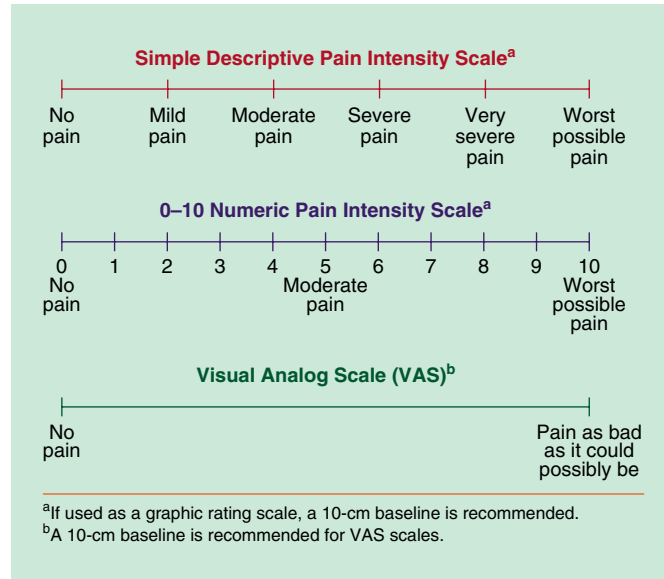 Simple Descriptive Pain Intensity Scaleᵃ
No Mild Moderate Severe Very Worst
pain pain pain pain severe possible
pain pain
0–10 Numeric Pain Intensity Scaleᵃ
0 1 2 3 4 5 6 7 8 9 10
No Moderate Worst
pain pain possible
pain
Visual Analog Scale (VAS)ᵇ
No Pain as bad
pain as it could
possibly be
ᵃIf used as a graphic rating scale, a 10-cm baseline is recommended.
ᵇA 10-cm baseline is recommended for VAS scales.